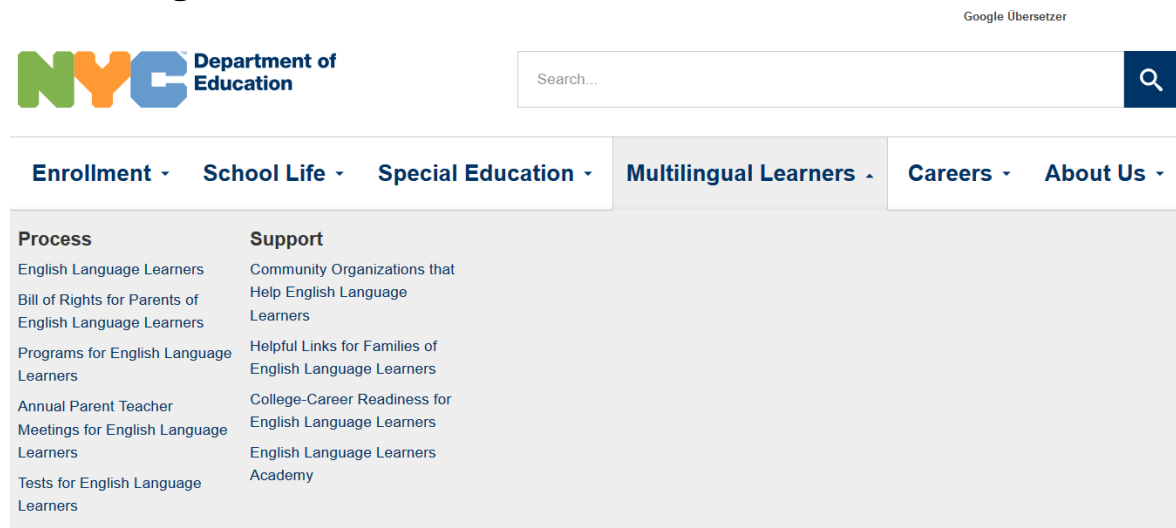 Google Übersetzer
NYC
Department of
Education
Search...
Enrollment
School Life
Special Education
Multilingual Learners
Careers
About Us
Process
English Language Learners
Bill of Rights for Parents of
English Language Learners
Programs for English Language
Learners
Annual Parent Teacher
Meetings for English Language
Learners
Tests for English Language
Learners
Support
Community Organizations that
Help English Language
Learners
Helpful Links for Families of
English Language Learners
College-Career Readiness for
English Language Learners
English Language Learners
Academy